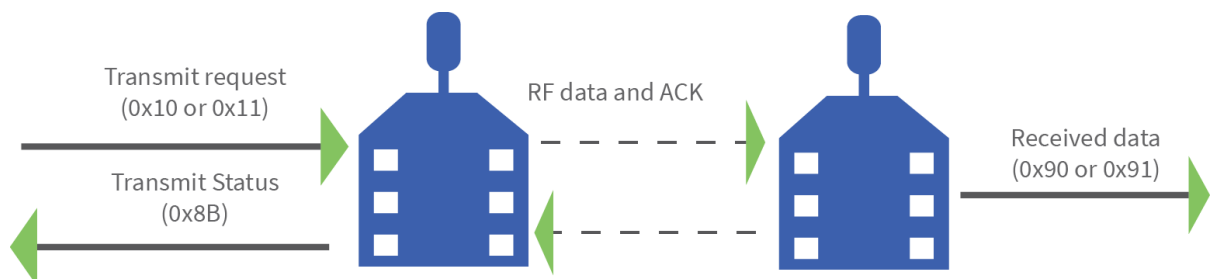 Transmit request
(0x10 or 0x11)
RF data and ACK
Received data
(0x90 or 0x91)
Transmit Status
(0x8B)